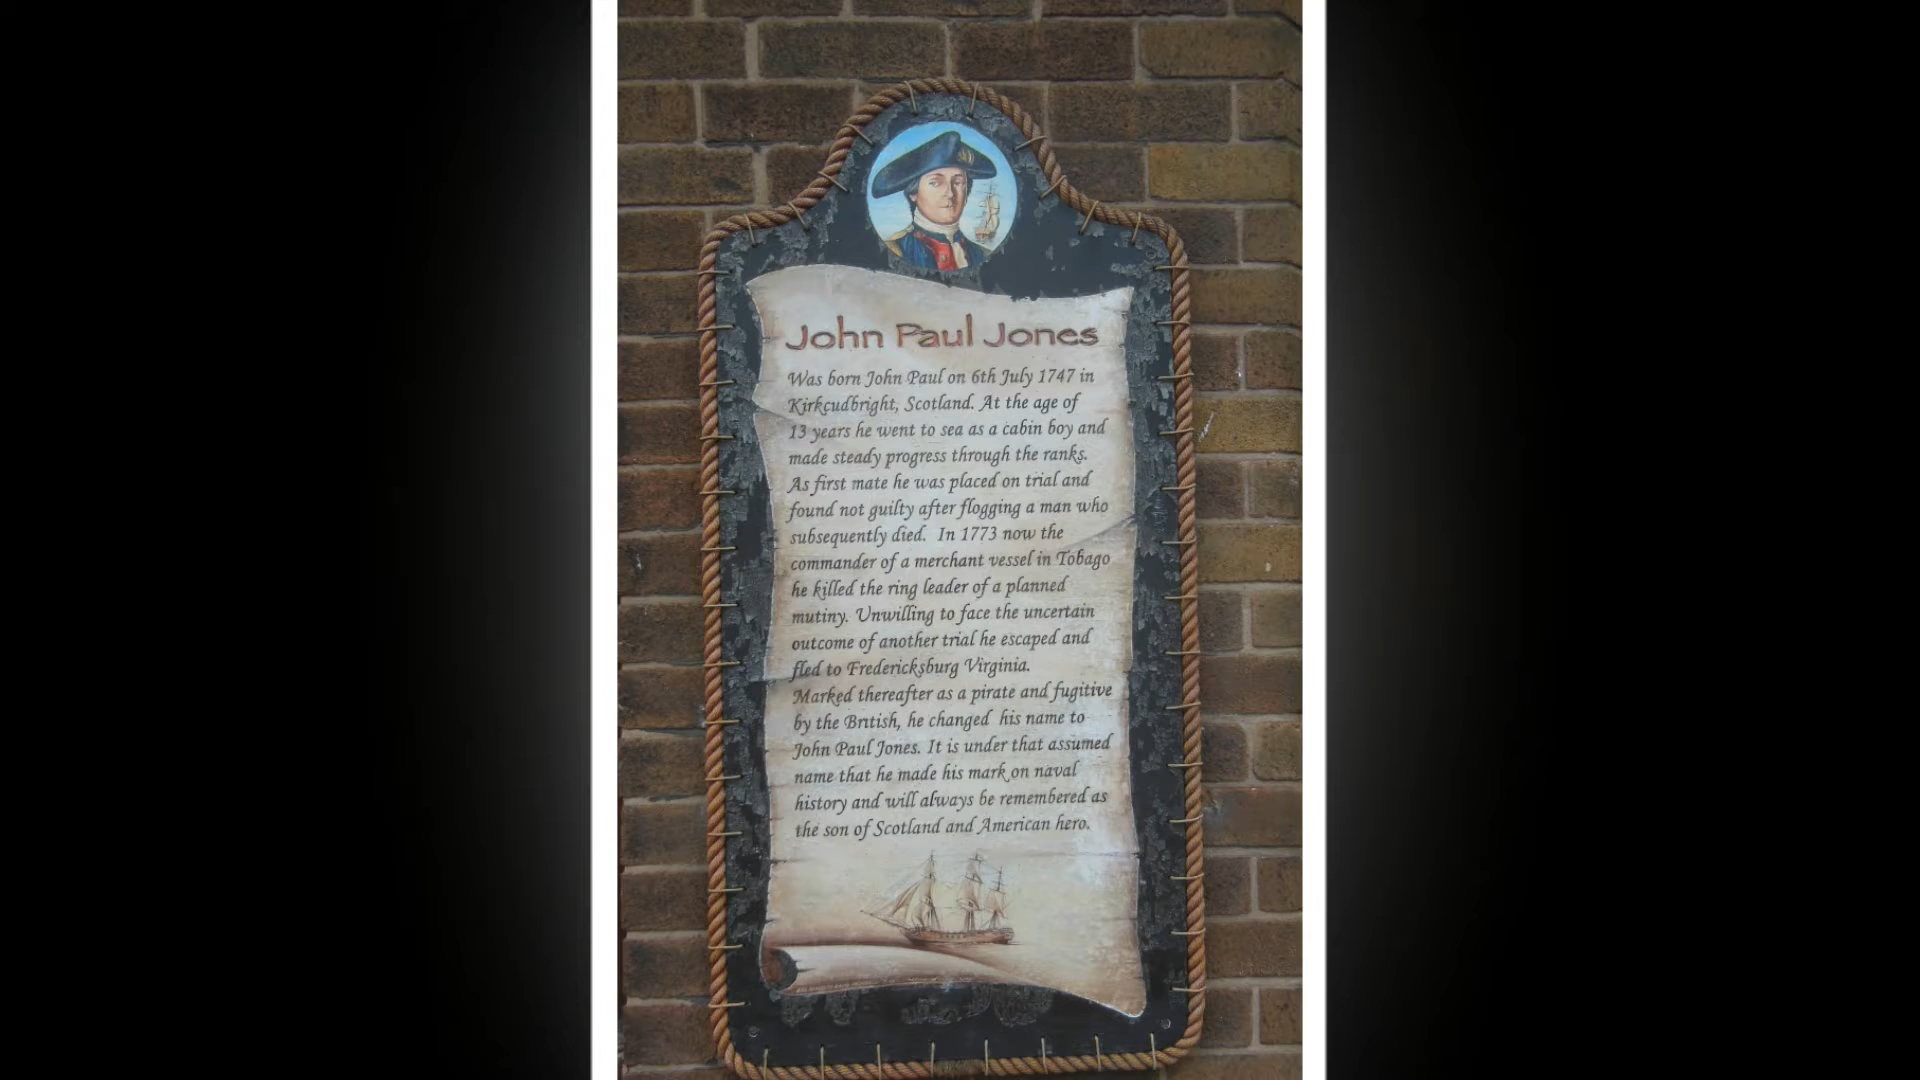 John Paul Jones
Was born John Paul on 6th July 1747 in
Kirkcudbright, Scotland. At the age of
13 years he went to sea as a cabin boy and
made steady progress through the ranks.
As first mate he was placed on trial and
found not guilty after flogging a man who
subsequently died. In 1773 now the
commander of a merchant vessel in Tobago
he killed the ring leader of a planned
mutiny. Unwilling to face the uncertain
outcome of another trial he escaped and
fled to Fredericksburg Virginia.
Marked thereafter as a pirate and fugitive
by the British, he changed his name to
John Paul Jones. It is under that assumed
name that he made his mark on naval
history and will always be remembered as
the son of Scotland and American hero.